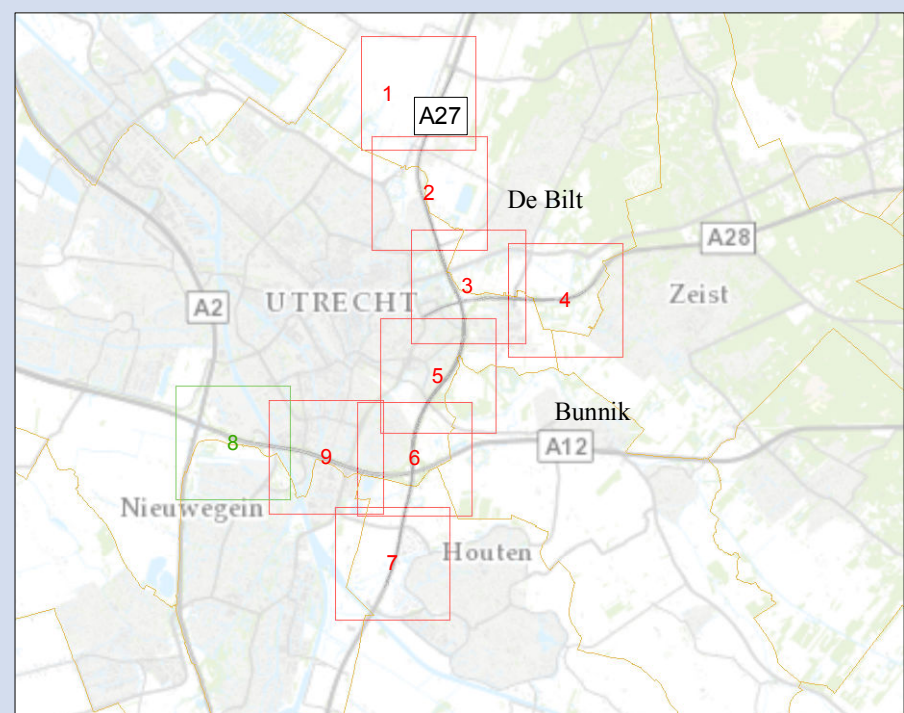 1
A27
2
De Bilt
A28
3
4
Zeist
UTRECHT
A2
5
Bunnik
8
9
6
A12
Nieuwegein
Houten
7